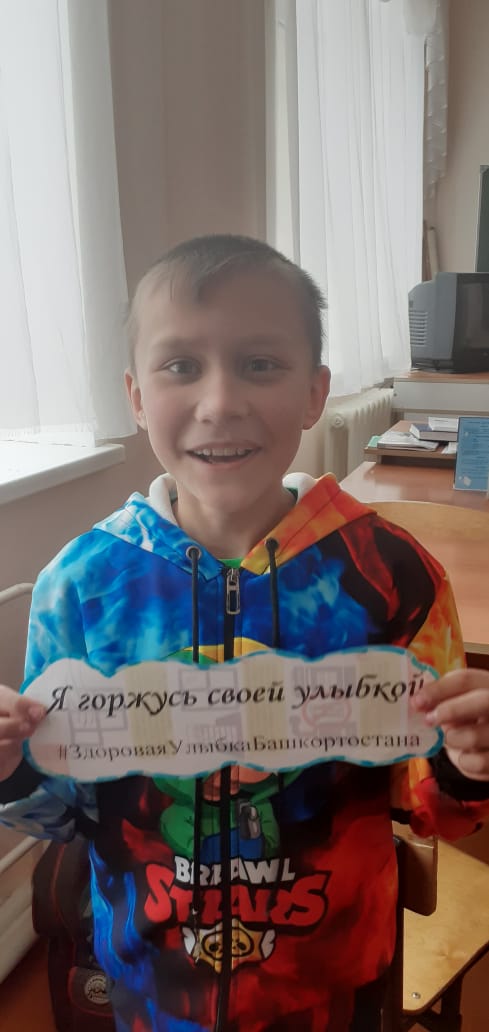 Я горжусь своей улыбкой
#ЗдороваяУлыбкаБашкортостана
BRAWL
STARS